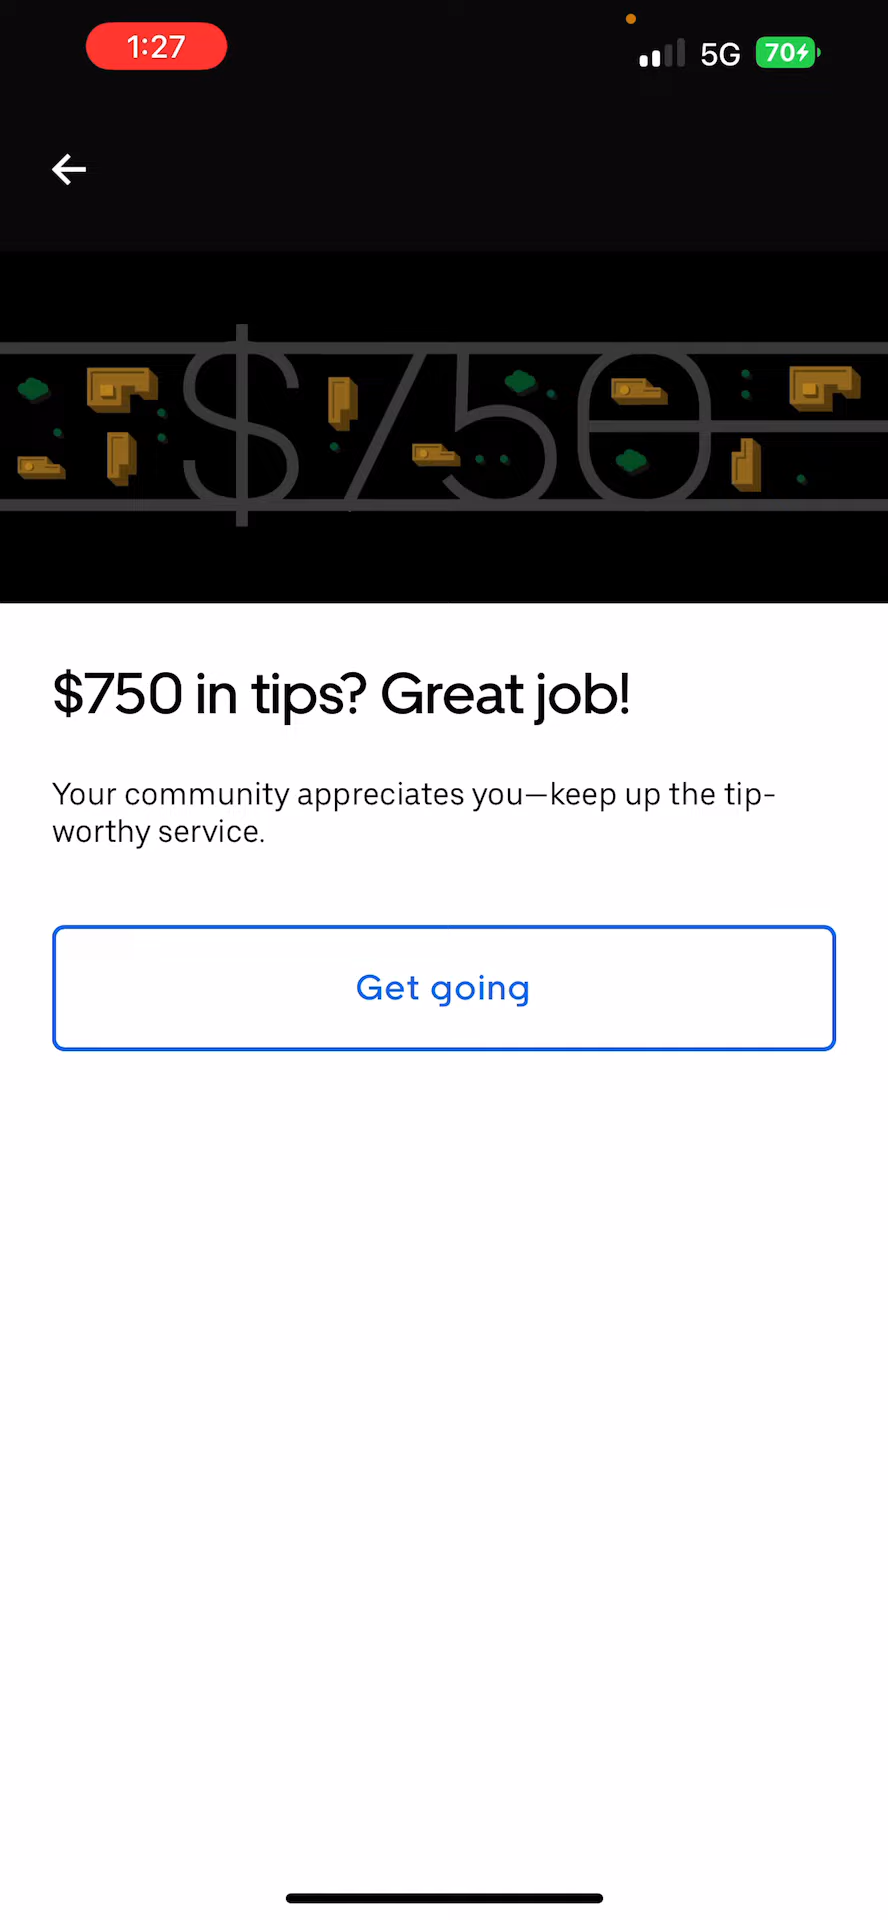 1:27
5G
70
$750
$750 in tips? Great job!
Your community appreciates you—keep up the tip-
worthy service.
Get going